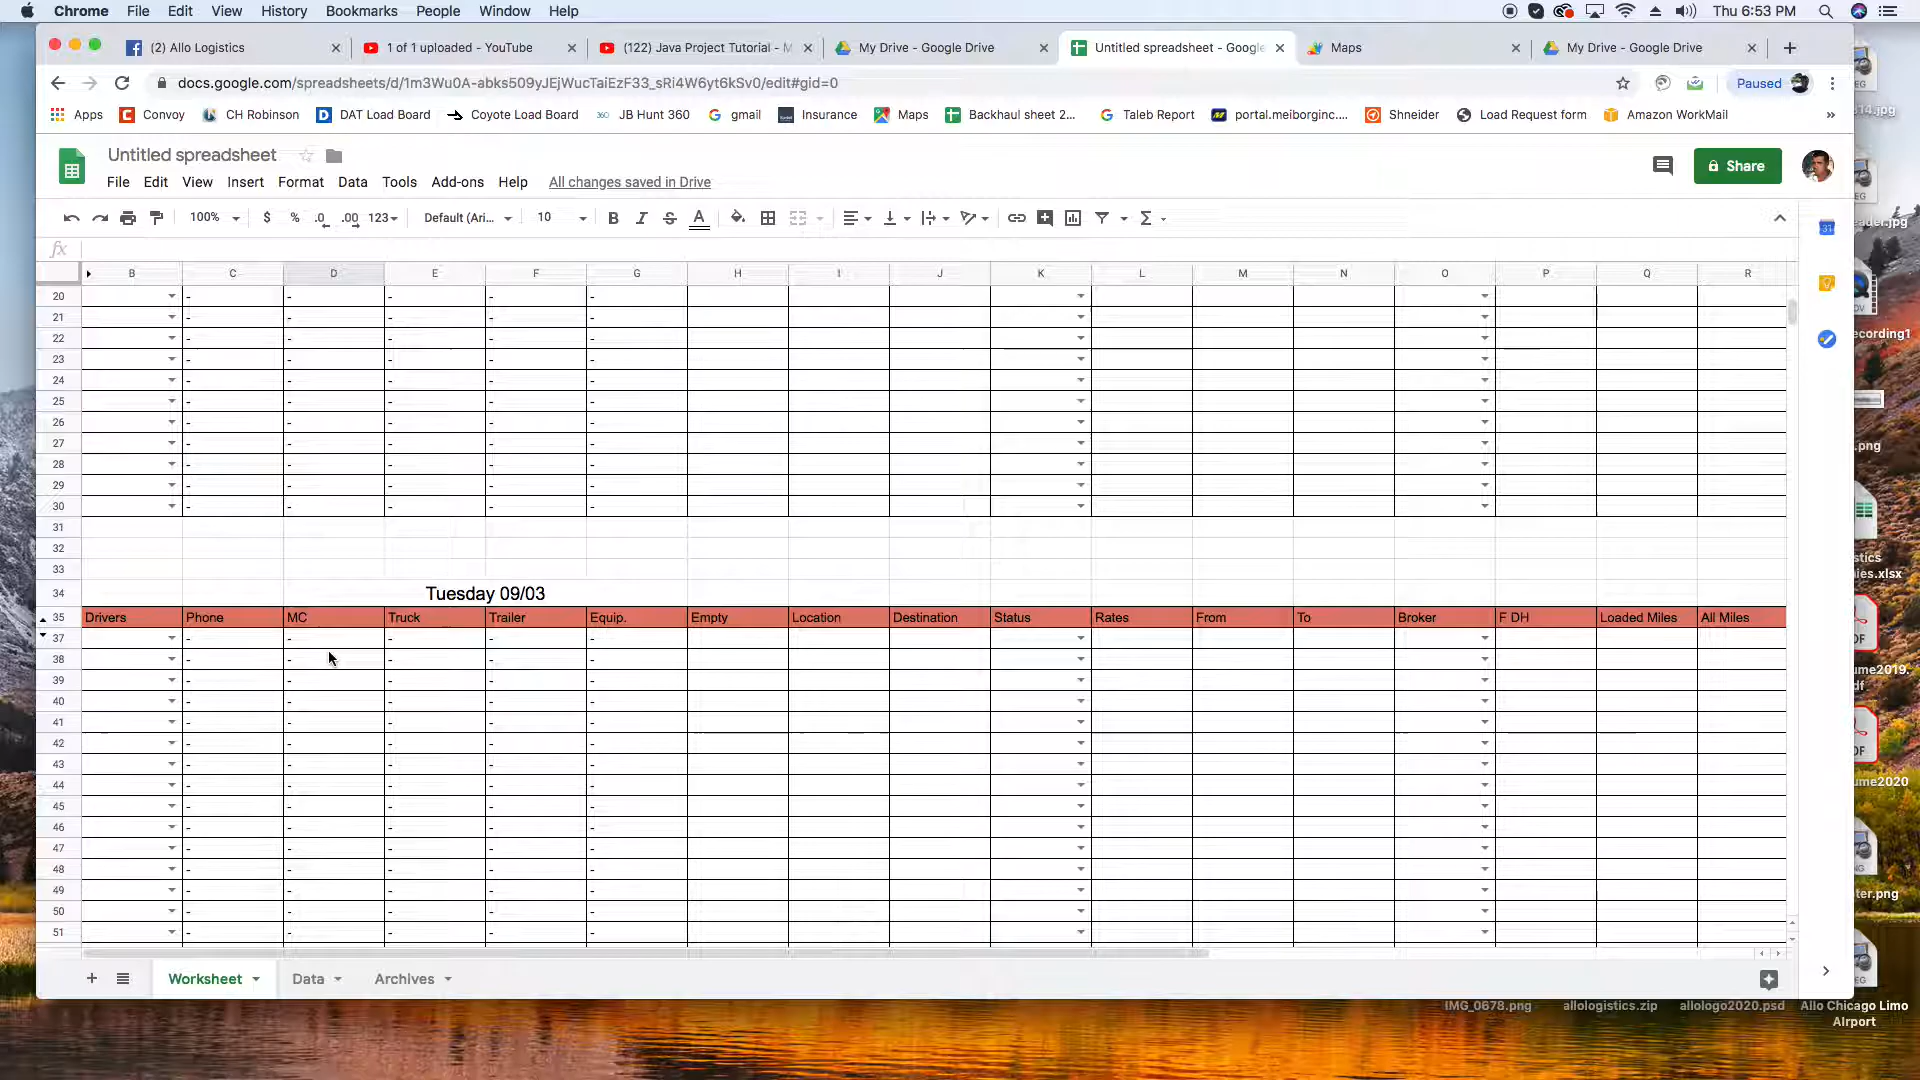 Chrome File Edit View History Bookmarks People Window Help Thu 6:53 PM
(2) Allo Logistics 1 of 1 uploaded - YouTube (122) Java Project Tutorial - M My Drive - Google Drive Untitled spreadsheet - Google Maps My Drive - Google Drive
docs.google.com/spreadsheets/d/1m3Wu0A-abks509yJEjWucTaiEzF33_sRi4W6yt6kSv0/edit#gid=0 Paused
Apps Convoy CH Robinson DAT Load Board Coyote Load Board JB Hunt 360 gmail Insurance Maps Backhaul sheet 2... Taleb Report portal.meiborginc.... Shneider Load Request form Amazon WorkMail »
Untitled spreadsheet Share
File Edit View Insert Format Data Tools Add-ons Help All changes saved in Drive
100% $ % .0 .00 123 Default (Ari... 10 B I S A Σ
fx
B C D E F G H I J K L M N O P Q R
20 - - - - -
21 - - - - -
22 - - - - -
23 - - - - -
24 - - - - -
25 - - - - -
26 - - - - -
27 - - - - -
28 - - - - -
29 - - - - -
30 - - - - -
31
32
33
34 Tuesday 09/03
35 Drivers Phone MC Truck Trailer Equip. Empty Location Destination Status Rates From To Broker F DH Loaded Miles All Miles
37 - - - - -
38 - - - - -
39 - - - - -
40 - - - - -
41 - - - - -
42 - - - - -
43 - - - - -
44 - - - - -
45 - - - - -
46 - - - - -
47 - - - - -
48 - - - - -
49 - - - - -
50 - - - - -
51 - - - - -
+ Worksheet Data Archives
14.jpg
eader.jpg
ecording1
.png
stics
ies.xlsx
ume2019.
df
ume2020
ter.png
IMG_0678.png allologistics.zip allologo2020.psd Allo Chicago Limo
Airport